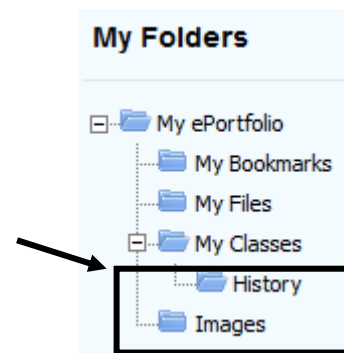 My Folders
My ePortfolio
My Bookmarks
My Files
My Classes
History
Images